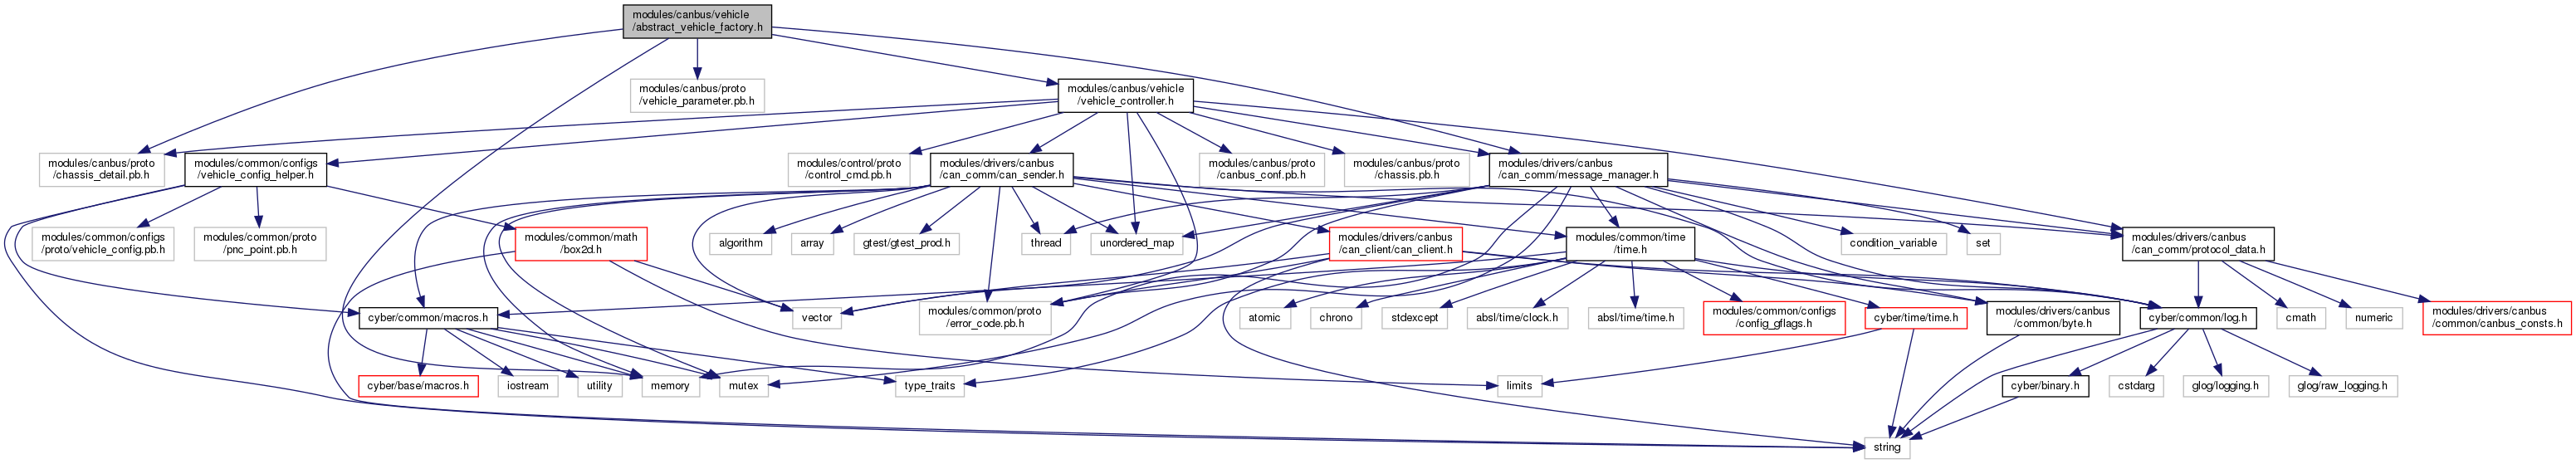 modules/canbus/vehicle
/abstract_vehicle_factory.h
modules/canbus/proto
/vehicle_parameter.pb.h
modules/canbus/vehicle
/vehicle_controller.h
modules/canbus/proto
/chassis_detail.pb.h
modules/common/configs
/vehicle_config_helper.h
modules/control/proto
/control_cmd.pb.h
modules/drivers/canbus
/can_comm/can_sender.h
modules/canbus/proto
/canbus_conf.pb.h
modules/canbus/proto
/chassis.pb.h
modules/drivers/canbus
/can_comm/message_manager.h
modules/common/configs
/proto/vehicle_config.pb.h
modules/common/proto
/pnc_point.pb.h
modules/common/math
/box2d.h
algorithm
array
gtest/gtest_prod.h
thread
unordered_map
modules/drivers/canbus
/can_client/can_client.h
modules/common/time
/time.h
condition_variable
set
modules/drivers/canbus
/can_comm/protocol_data.h
cyber/common/macros.h
vector
modules/common/proto
/error_code.pb.h
atomic
chrono
stdexcept
absl/time/clock.h
absl/time/time.h
modules/common/configs
/config_gflags.h
cyber/time/time.h
modules/drivers/canbus
/common/byte.h
cyber/common/log.h
cmath
numeric
modules/drivers/canbus
/common/canbus_consts.h
cyber/base/macros.h
iostream
utility
memory
mutex
type_traits
limits
cyber/binary.h
cstdarg
glog/logging.h
glog/raw_logging.h
string